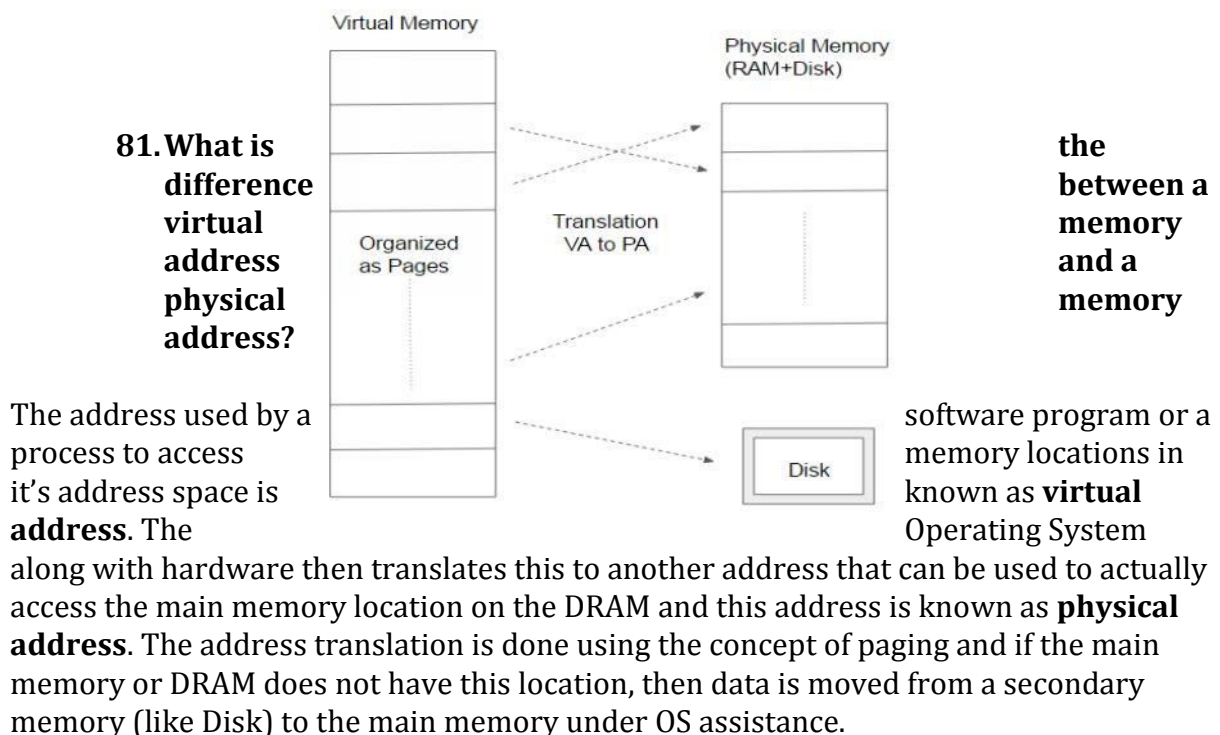 Virtual Memory
Physical Memory
(RAM+Disk)
81. What is the
difference between a
virtual memory
address and a
physical memory
address?
Organized
as Pages
Translation
VA to PA
Disk
The address used by a software program or a
process to access memory locations in
it's address space is known as virtual
address. The Operating System
along with hardware then translates this to another address that can be used to actually
access the main memory location on the DRAM and this address is known as physical
address. The address translation is done using the concept of paging and if the main
memory or DRAM does not have this location, then data is moved from a secondary
memory (like Disk) to the main memory under OS assistance.